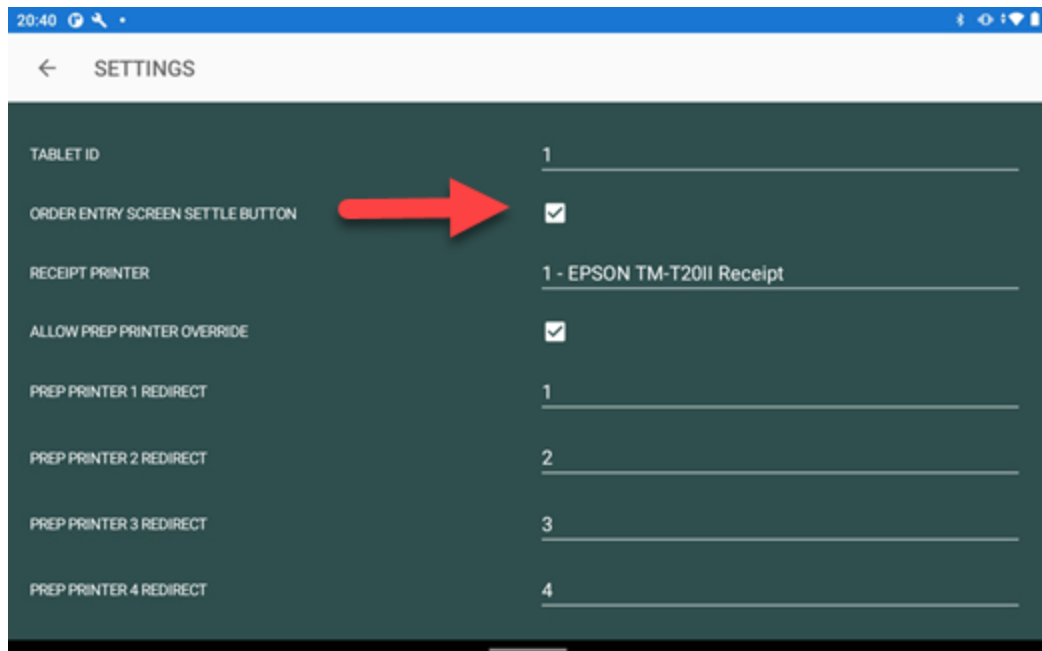 20:40
SETTINGS
TABLET ID 1
ORDER ENTRY SCREEN SETTLE BUTTON
RECEIPT PRINTER 1 - EPSON TM-T20II Receipt
ALLOW PREP PRINTER OVERRIDE
PREP PRINTER 1 REDIRECT 1
PREP PRINTER 2 REDIRECT 2
PREP PRINTER 3 REDIRECT 3
PREP PRINTER 4 REDIRECT 4